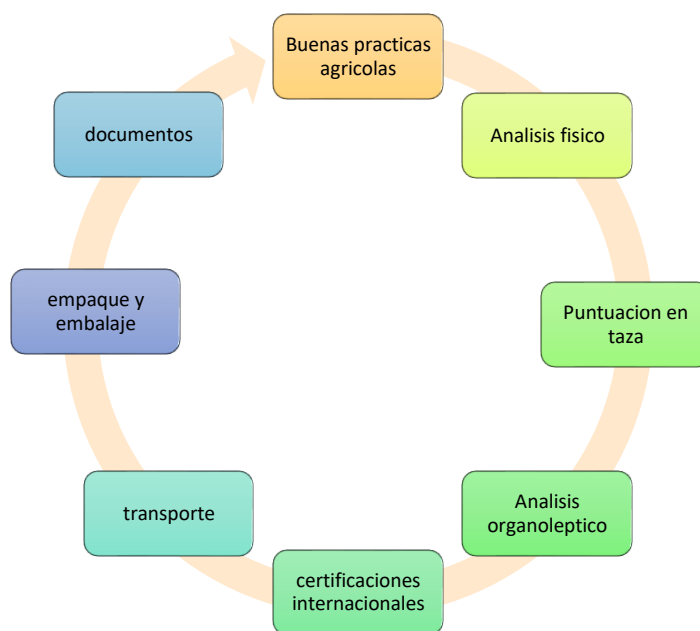 Buenas practicas
agricolas
Analisis fisico
Puntuacion en
taza
Analisis
organoleptico
certificaciones
internacionales
transporte
empaque y
embalaje
documentos